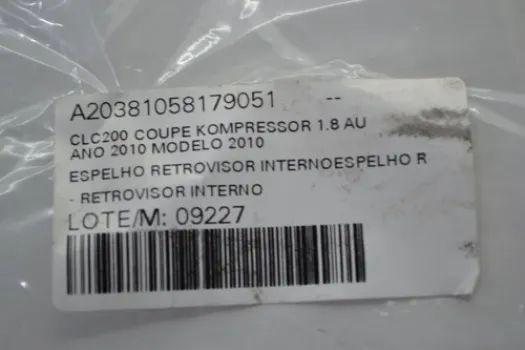 A20381058179051 --
CLC200 COUPE KOMPRESSOR 1.8 AU
ANO 2010 MODELO 2010
ESPELHO RETROVISOR INTERNOESPELHO R
- RETROVISOR INTERNO
LOTE/M: 09227